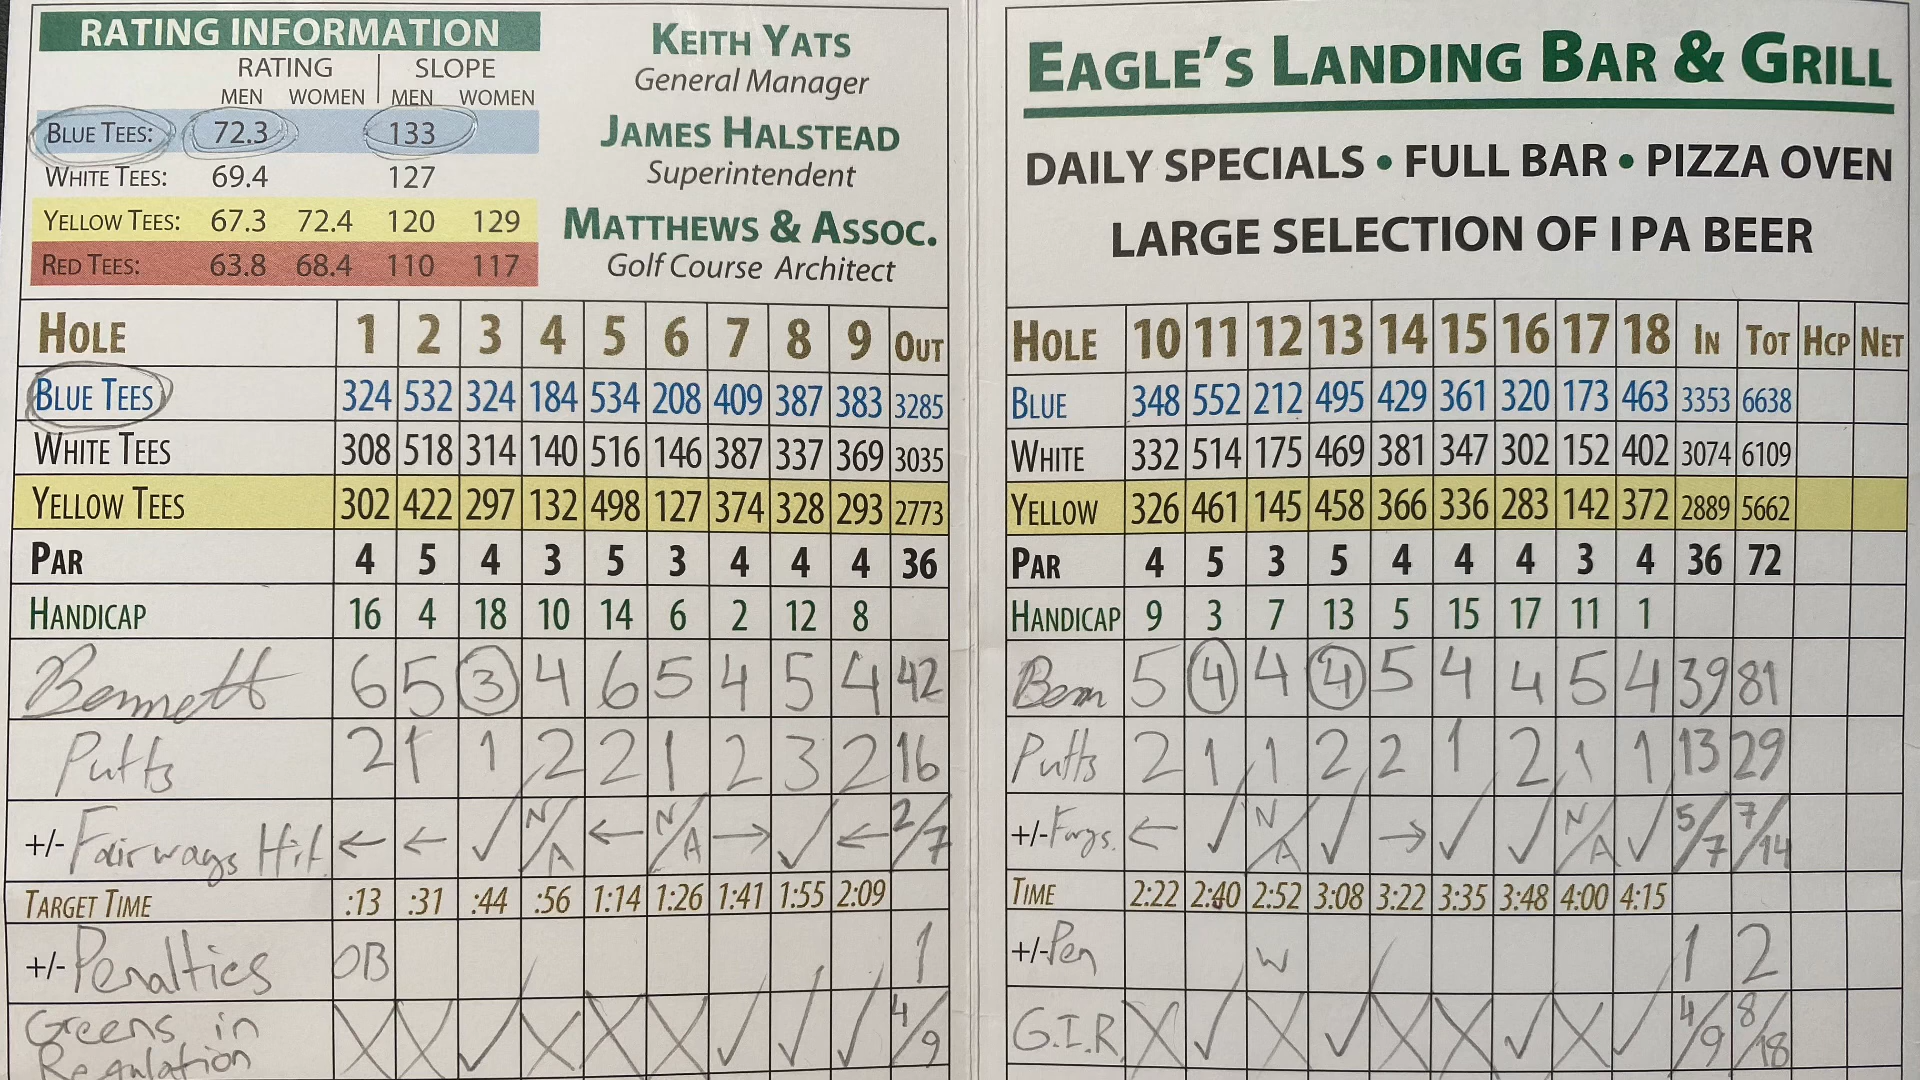 RATING INFORMATION
RATING SLOPE
MEN WOMEN MEN WOMEN
BLUE TEES: 72.3 133
WHITE TEES: 69.4 127
YELLOW TEES: 67.3 72.4 120 129
RED TEES: 63.8 68.4 110 117
KEITH YATS
General Manager
JAMES HALSTEAD
Superintendent
MATTHEWS & ASSOC.
Golf Course Architect
HOLE 1 2 3 4 5 6 7 8 9 OUT
BLUE TEES 324 532 324 184 534 208 409 387 383 3285
WHITE TEES 308 518 314 140 516 146 387 337 369 3035
YELLOW TEES 302 422 297 132 498 127 374 328 293 2773
PAR 4 5 4 3 5 3 4 4 4 36
HANDICAP 16 4 18 10 14 6 2 12 8
Bennett 6 5 3 4 6 5 4 5 4 42
Putts 2 1 1 2 2 1 2 3 2 16
+/- Fairways Hit ← ← ✓ N/A ← N/A → ✓ ← 2/7
TARGET TIME :13 :31 :44 :56 1:14 1:26 1:41 1:55 2:09
+/- Penalties OB 1
Greens in Regulation X X ✓ X X X ✓ ✓ ✓ 4/9
EAGLE'S LANDING BAR & GRILL
DAILY SPECIALS • FULL BAR • PIZZA OVEN
LARGE SELECTION OF IPA BEER
HOLE 10 11 12 13 14 15 16 17 18 IN TOT HCP NET
BLUE 348 552 212 495 429 361 320 173 463 3353 6638
WHITE 332 514 175 469 381 347 302 152 402 3074 6109
YELLOW 326 461 145 458 366 336 283 142 372 2889 5662
PAR 4 5 3 5 4 4 4 3 4 36 72
HANDICAP 9 3 7 13 5 15 17 11 1
Benn 5 4 4 4 5 4 4 5 4 39 81
Putts 2 1 1 2 2 1 2 1 1 13 29
+/- Fwys. ← ✓ N/A ✓ → ✓ ✓ N/A ✓ 5/7 7/14
TIME 2:22 2:40 2:52 3:08 3:22 3:35 3:48 4:00 4:15
+/- Pen W 1 2
G.I.R. X ✓ X ✓ X X ✓ X ✓ 4/9 8/18